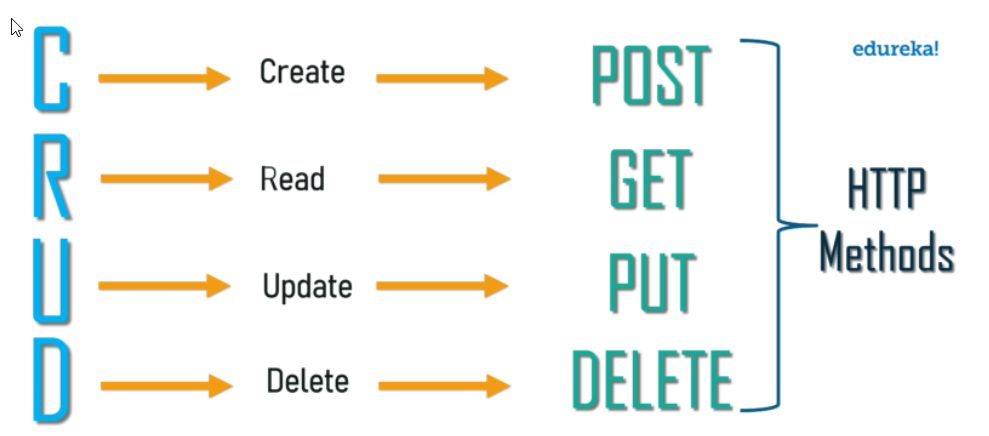 edureka!
C Create POST
R Read GET
U Update PUT
D Delete DELETE
HTTP
Methods